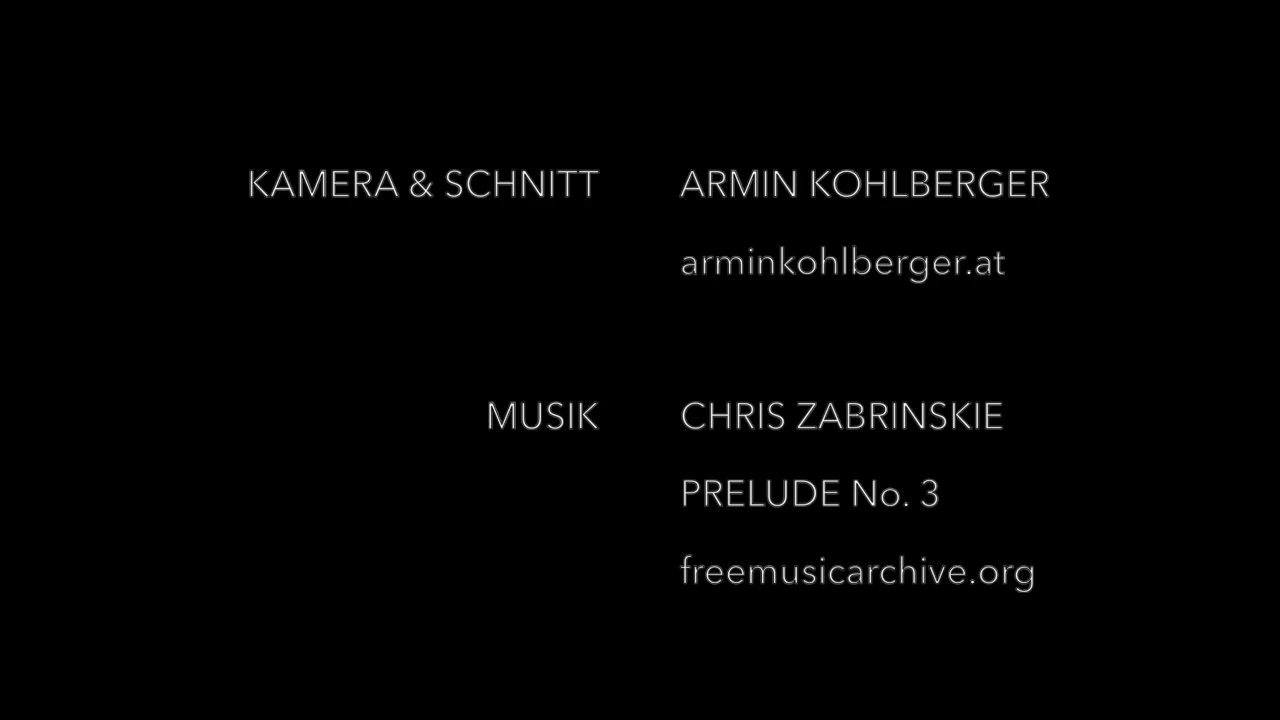 KAMERA & SCHNITT ARMIN KOHLBERGER
arminkohlberger.at
MUSIK CHRIS ZABRINSKIE
PRELUDE No. 3
freemusicarchive.org